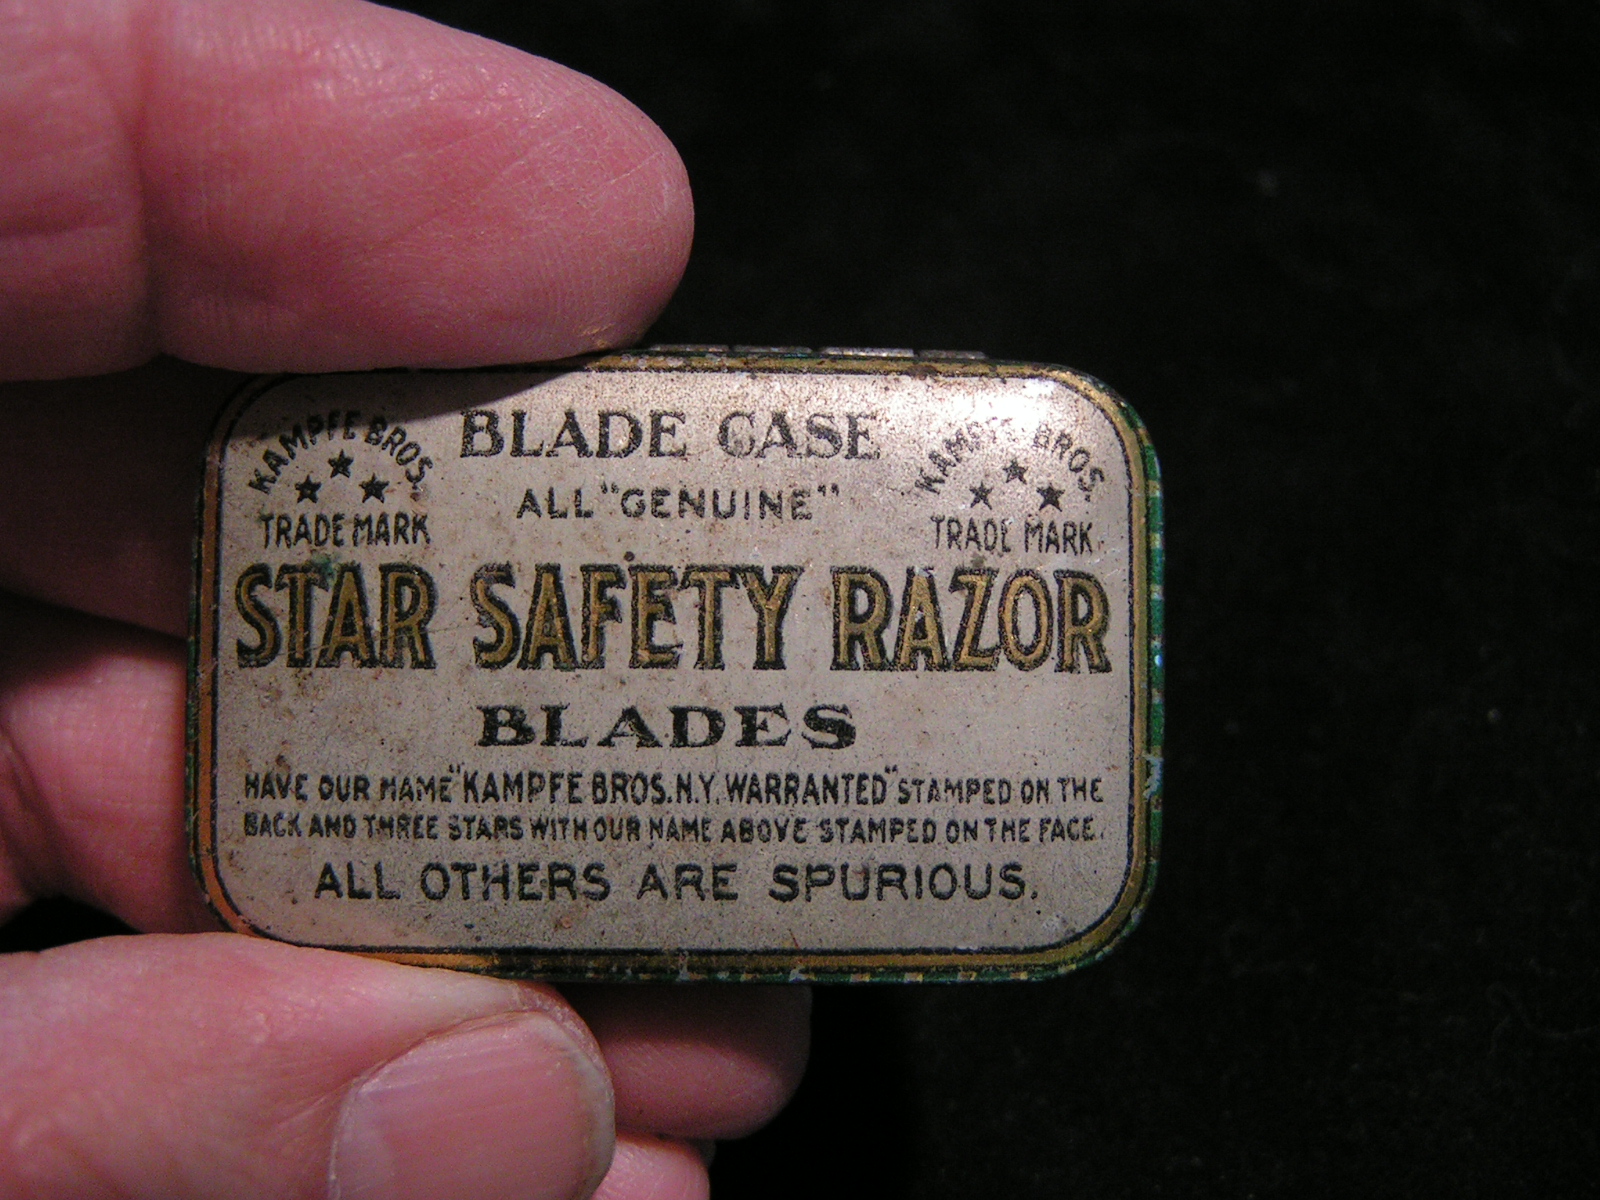 KAMPFE BROS.
TRADE MARK
BLADE CASE
ALL "GENUINE"
KAMPFE BROS.
TRADE MARK
STAR SAFETY RAZOR
BLADES
HAVE OUR NAME "KAMPFE BROS. N.Y. WARRANTED" STAMPED ON THE
BACK AND THREE STARS WITH OUR NAME ABOVE STAMPED ON THE FACE.
ALL OTHERS ARE SPURIOUS.